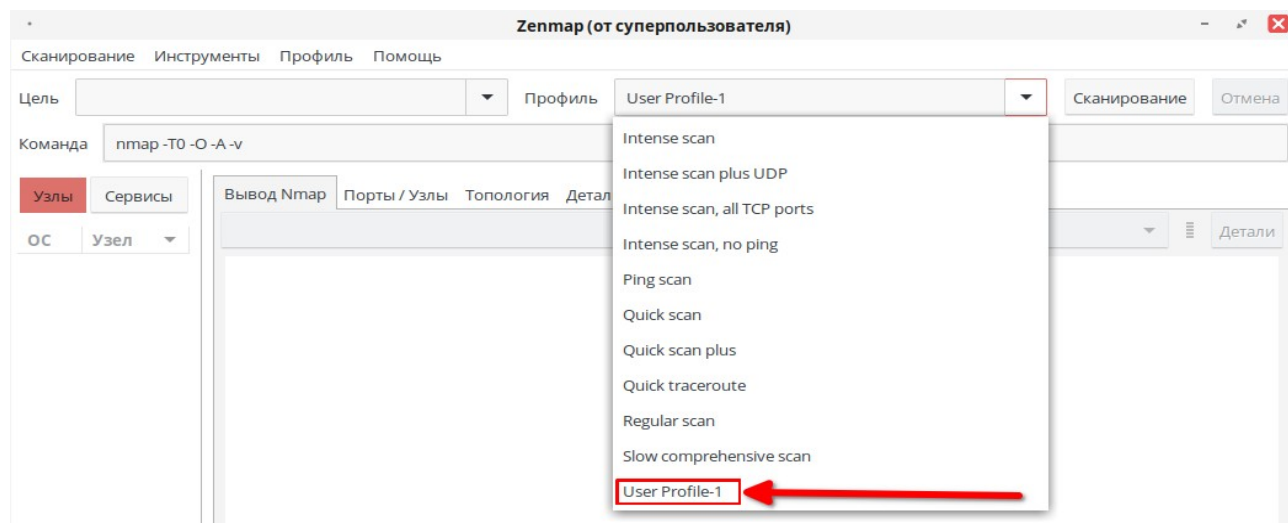 Zenmap (от суперпользователя)
Сканирование Инструменты Профиль Помощь
Цель Профиль User Profile-1 Сканирование Отмена
Команда nmap -T0 -O -A -v
Intense scan
Intense scan plus UDP
Узлы Сервисы Вывод Nmap Порты / Узлы Топология Детал
Intense scan, all TCP ports
ОС Узел Детали
Intense scan, no ping
Ping scan
Quick scan
Quick scan plus
Quick traceroute
Regular scan
Slow comprehensive scan
User Profile-1